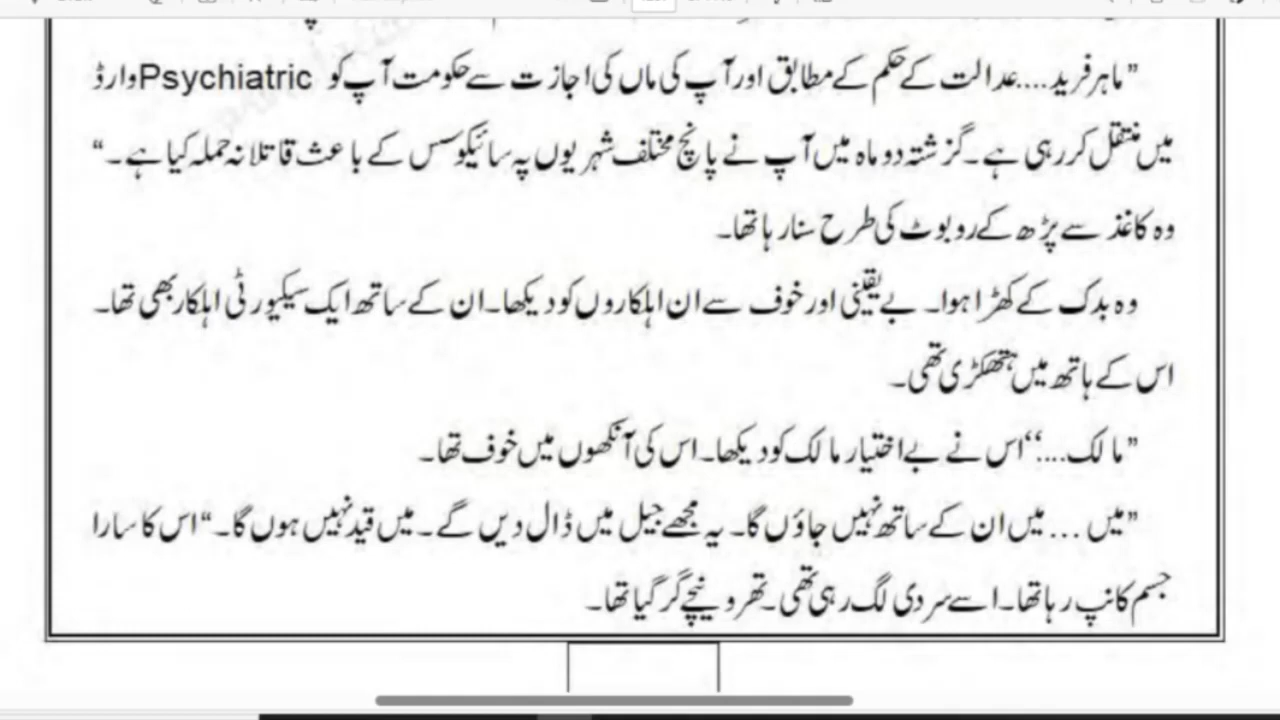 ”ماہر فرید....عدالت کے حکم کے مطابق اور آپ کی ماں کی اجازت سے حکومت آپ کو Psychiatric وارڈ
میں منتقل کر رہی ہے۔گزشتہ دو ماہ میں آپ نے پانچ مختلف شہریوں پہ سائیکوسس کے باعث قاتلانہ حملہ کیا ہے۔“
وہ کاغذ سے پڑھ کے روبوٹ کی طرح سنا رہا تھا۔
وہ بدک کے کھڑا ہوا۔ بے یقینی اور خوف سے ان اہلکاروں کو دیکھا۔ان کے ساتھ ایک سیکیورٹی اہلکار بھی تھا۔
اس کے ہاتھ میں ہتھکڑی تھی۔
”مالک....“ اس نے بے اختیار مالک کو دیکھا۔اس کی آنکھوں میں خوف تھا۔
”میں ... میں ان کے ساتھ نہیں جاؤں گا۔ یہ مجھے جیل میں ڈال دیں گے۔میں قید نہیں ہوں گا۔“ اس کا سارا
جسم کانپ رہا تھا۔اسے سردی لگ رہی تھی۔تھرو نیچے گر گیا تھا۔